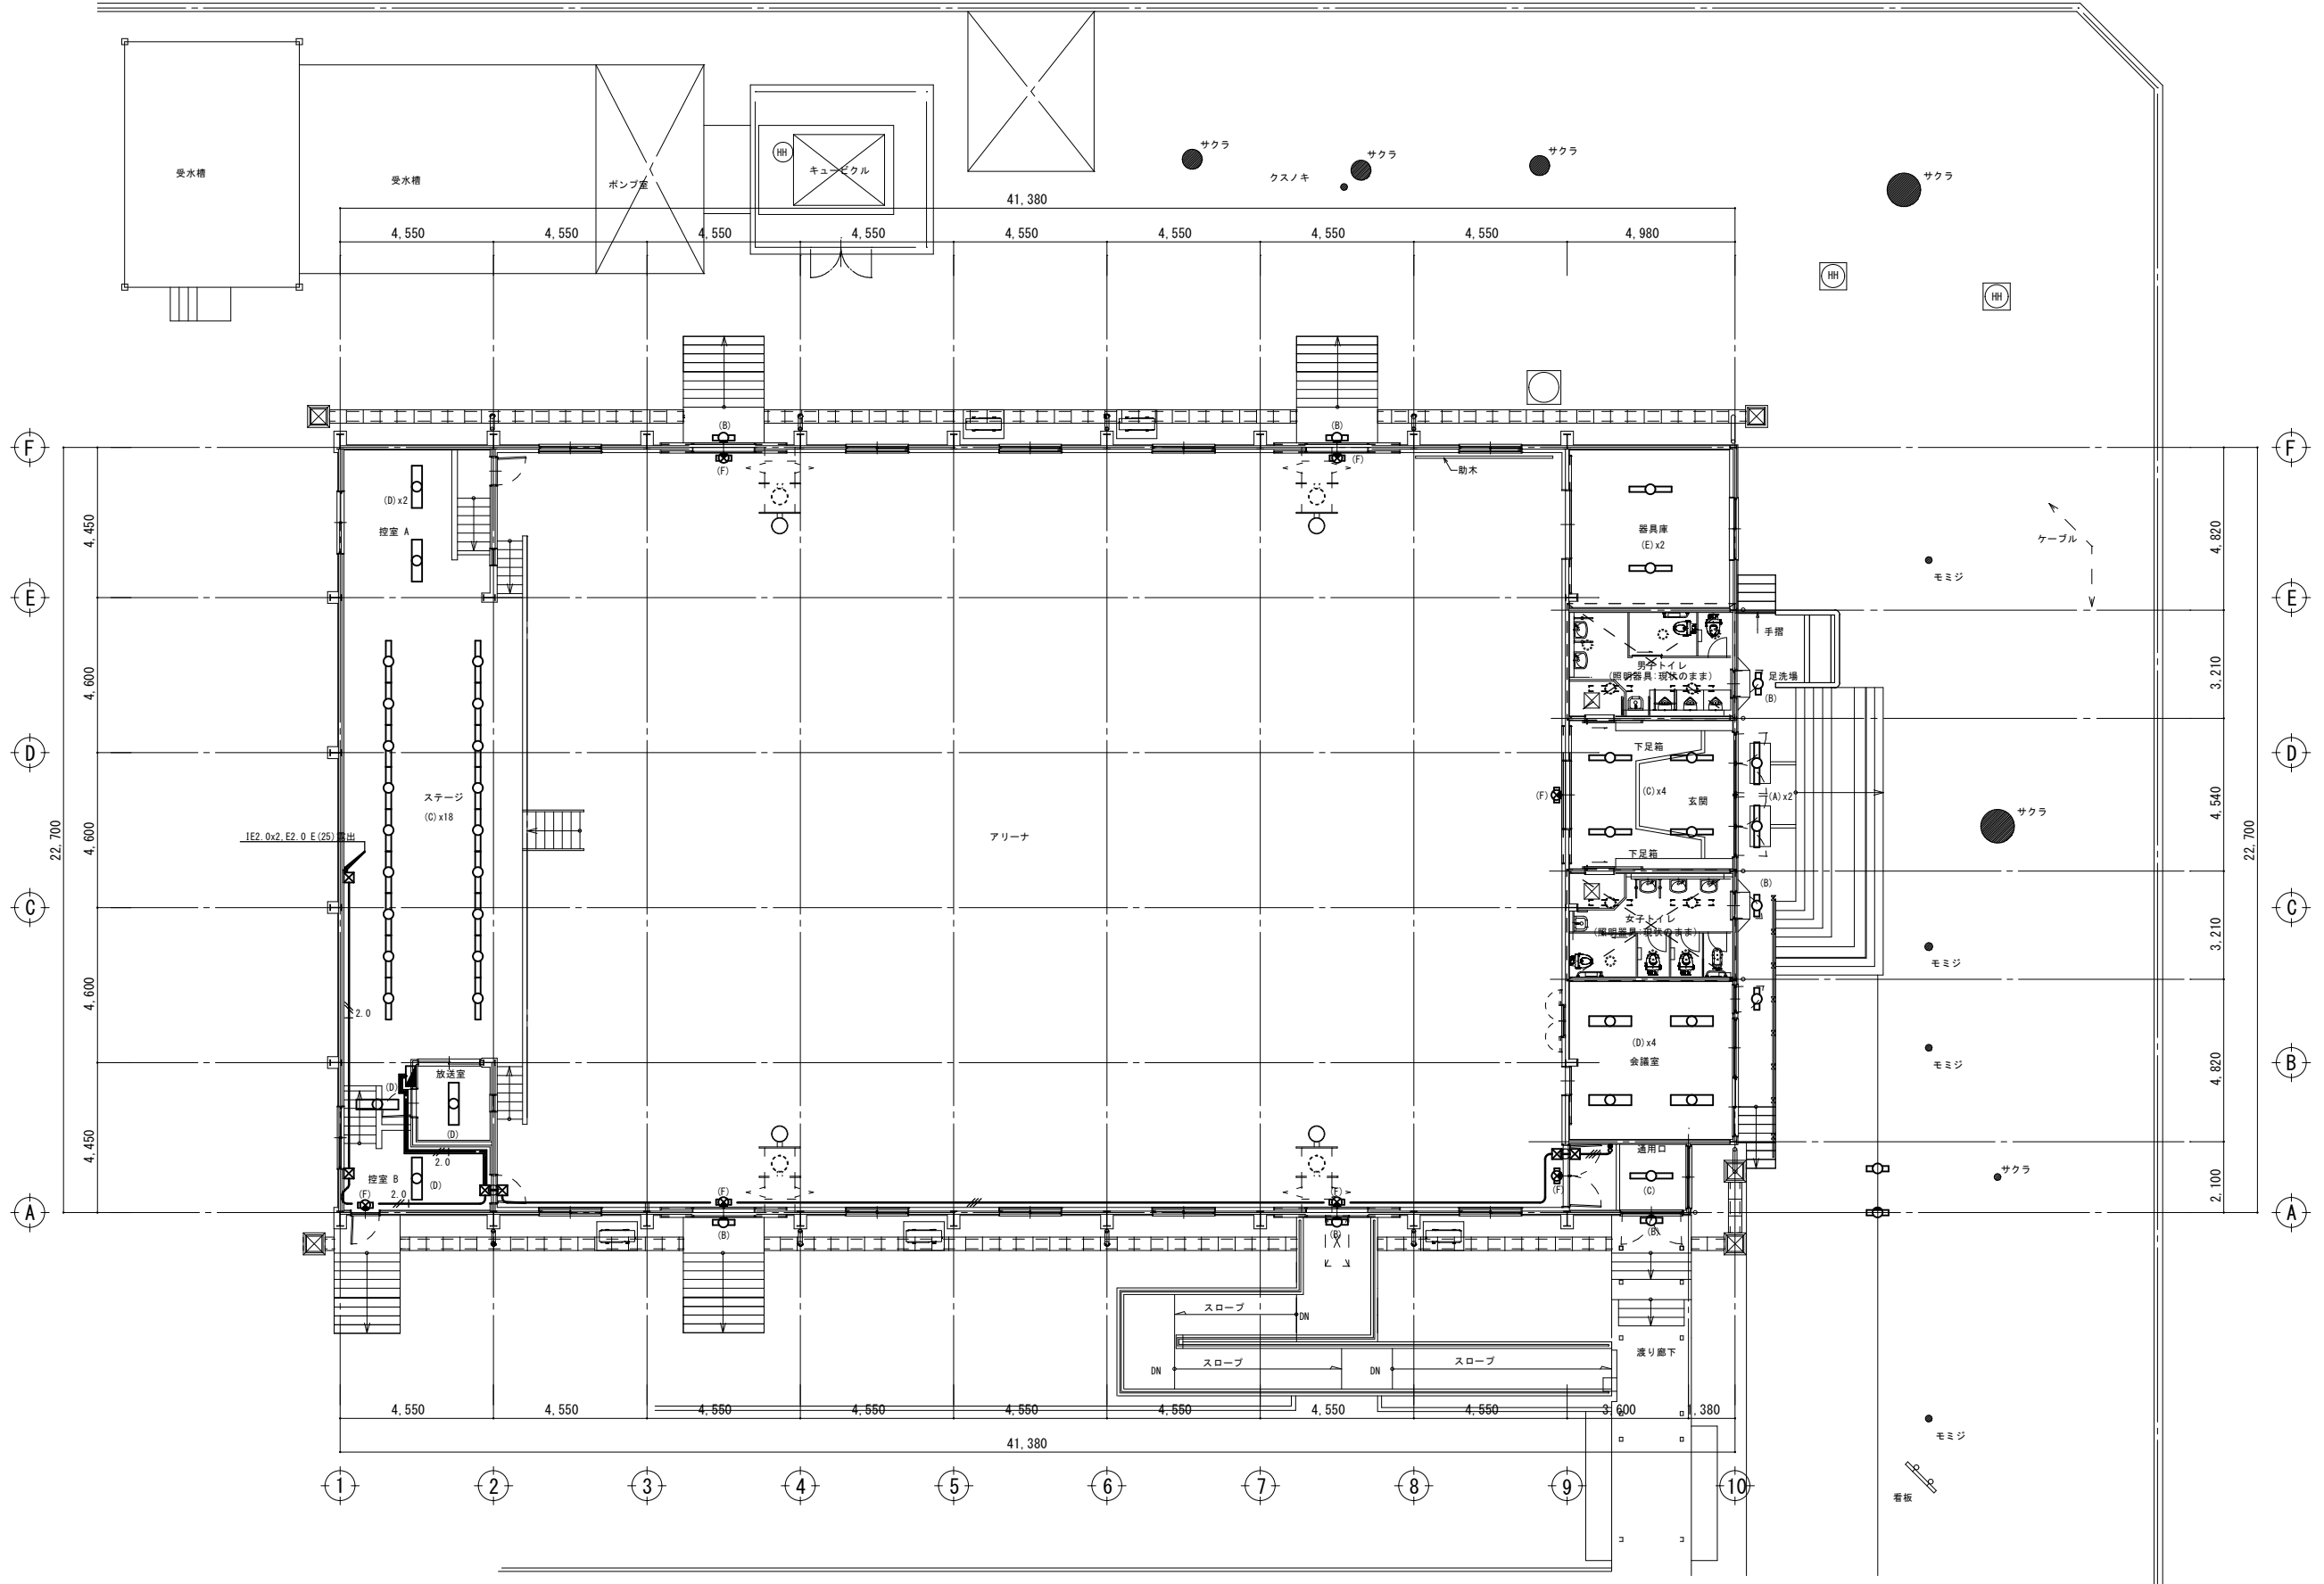 サクラ
サクラ
サクラ
HH
キュービクル
受水槽
受水槽
ポンプ室
クスノキ
サクラ
41,380
4,550
4,550
4,550
4,550
4,550
4,550
4,550
4,550
4,980
HH
HH
(B)
(B)
F
F
(F)
(F)
助木
(D)x2
控室 A
器具庫
(E)x2
4,450
4,820
ケーブル
モミジ
E
E
手摺
男子トイレ
(照明器具:現状のまま)
足洗場
(B)
4,600
3,210
下足箱
D
D
(F)
(C)x4
玄関
(A)x2
ステージ
(C)x18
サクラ
IE2.0x2,E2.0 E(25)露出
アリーナ
22,700
4,600
4,540
22,700
下足箱
(B)
C
C
女子トイレ
(照明器具:現状のまま)
3,210
モミジ
4,600
2.0
(D)x4
会議室
モミジ
B
B
放送室
(D)
4,820
(D)
4,450
2.0
通用口
控室 B
(D)
2.0
(F)
(F)
(F)
(F)
(C)
サクラ
2,100
A
A
(B)
(B)
(B)
スロープ
DN
スロープ
スロープ
DN
DN
渡り廊下
4,550
4,550
4,550
4,550
4,550
4,550
4,550
4,550
3,600
1,380
モミジ
41,380
1
2
3
4
5
6
7
8
9
10
看板